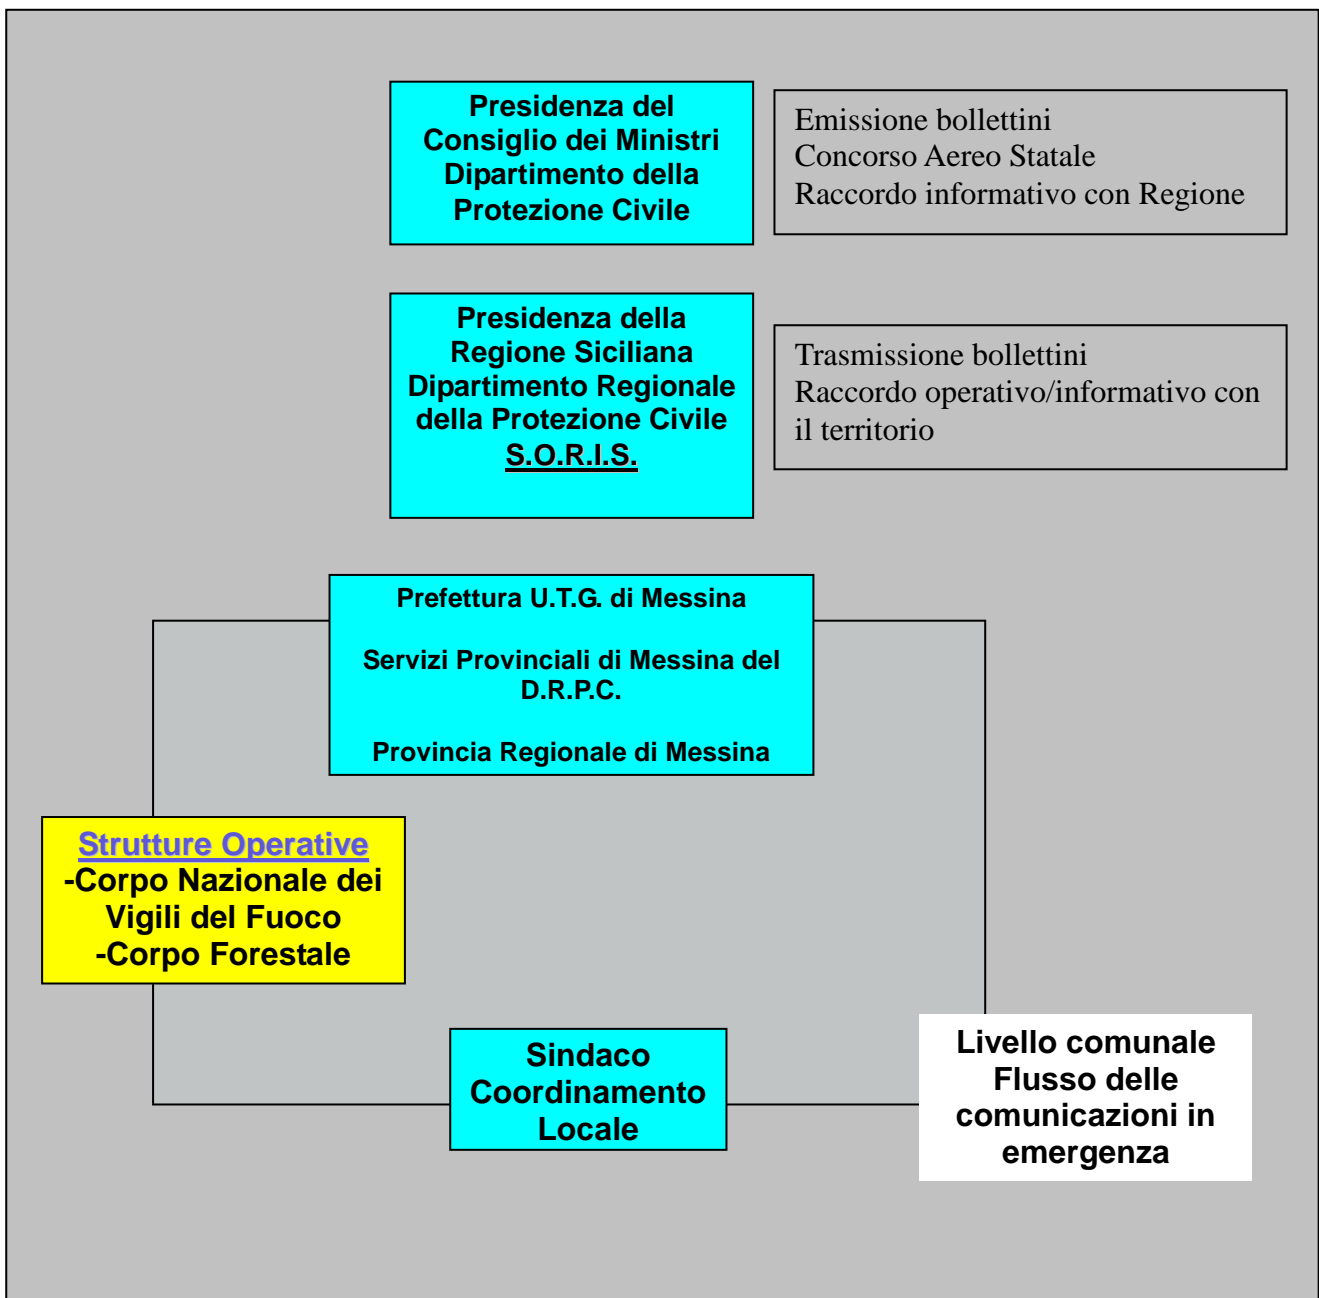 Presidenza del
Consiglio dei Ministri
Dipartimento della
Protezione Civile
Emissione bollettini
Concorso Aereo Statale
Raccordo informativo con Regione
Presidenza della
Regione Siciliana
Dipartimento Regionale
della Protezione Civile
S.O.R.I.S.
Trasmissione bollettini
Raccordo operativo/informativo con
il territorio
Prefettura U.T.G. di Messina
Servizi Provinciali di Messina del
D.R.P.C.
Provincia Regionale di Messina
Strutture Operative
-Corpo Nazionale dei
Vigili del Fuoco
-Corpo Forestale
Sindaco
Coordinamento
Locale
Livello comunale
Flusso delle
comunicazioni in
emergenza